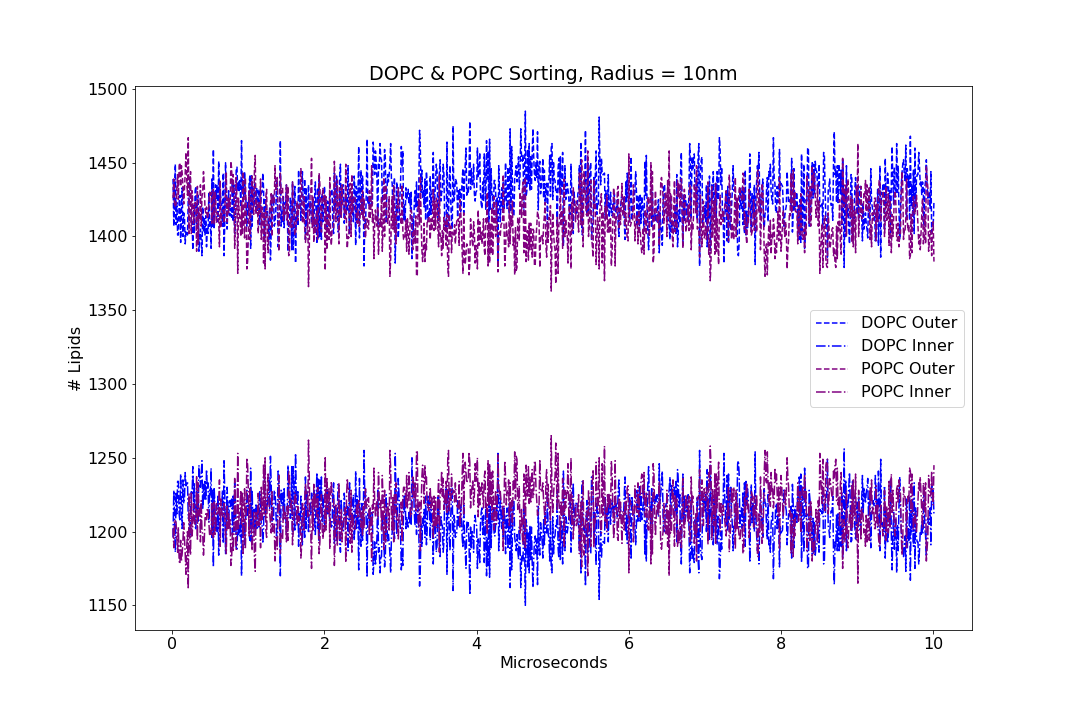 DOPC & POPC Sorting, Radius = 10nm
1500
1450
1400
1350
1300
1250
1200
1150
# Lipids
DOPC Outer
DOPC Inner
POPC Outer
POPC Inner
0 2 4 6 8 10
Microseconds